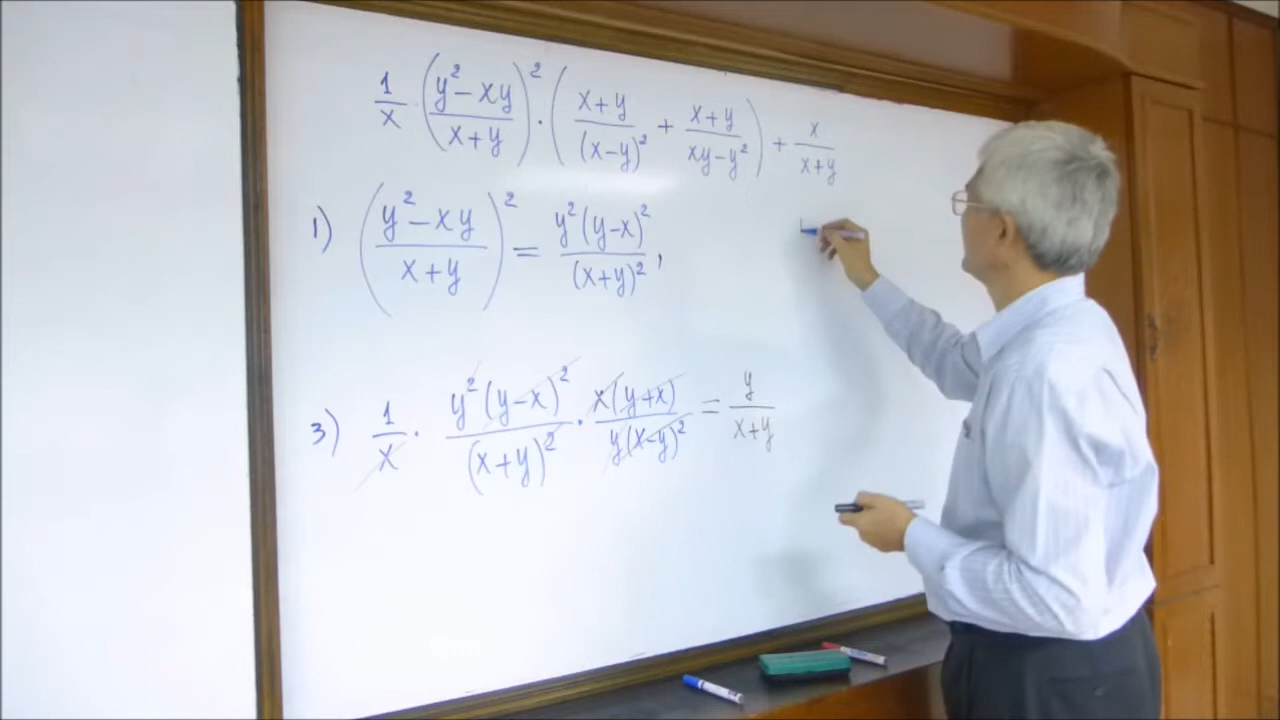 1/x · ((y² − xy)/(x+y))² · ((x+y)/(x−y)² + (x+y)/(xy−y²)) + x/(x+y)
1) ((y² − xy)/(x+y))² = y²(y−x)²/(x+y)²,
3) 1/x · y²(y−x)²/(x+y)² · x(y+x)/y(x−y)² = y/(x+y)